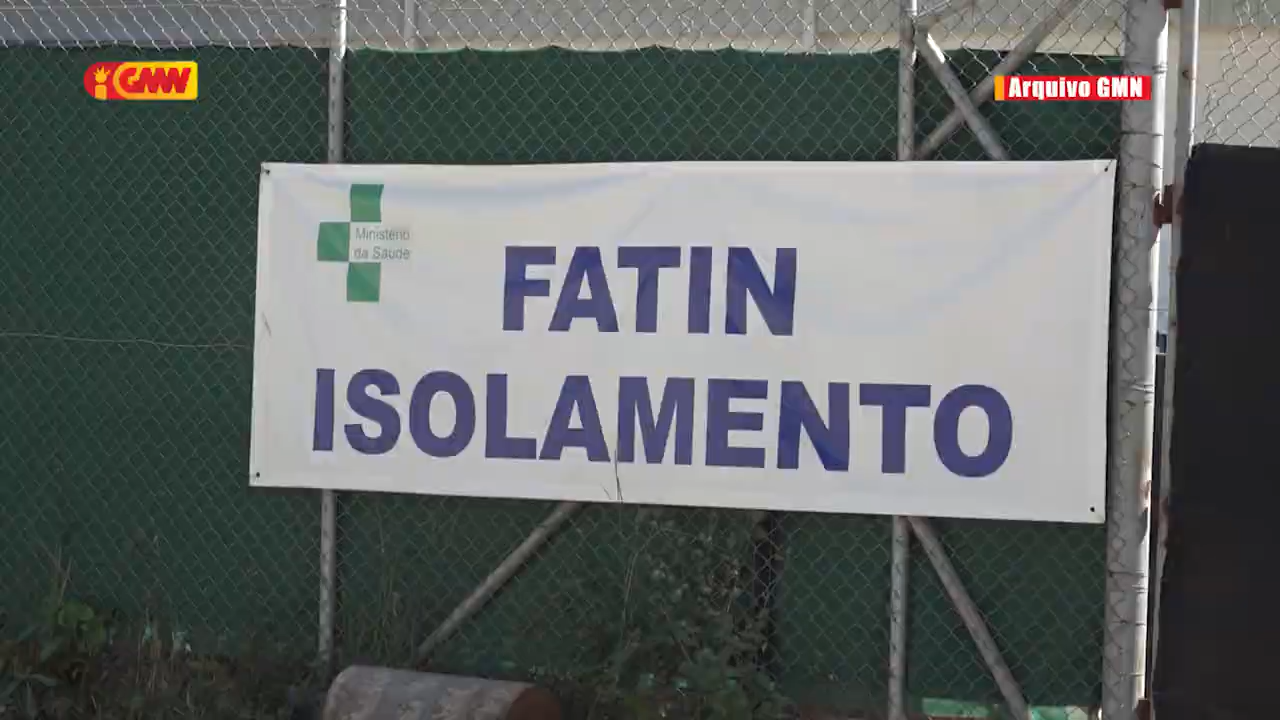 GMN
Arquivo GMN
Ministério
da Saúde
FATIN
ISOLAMENTO